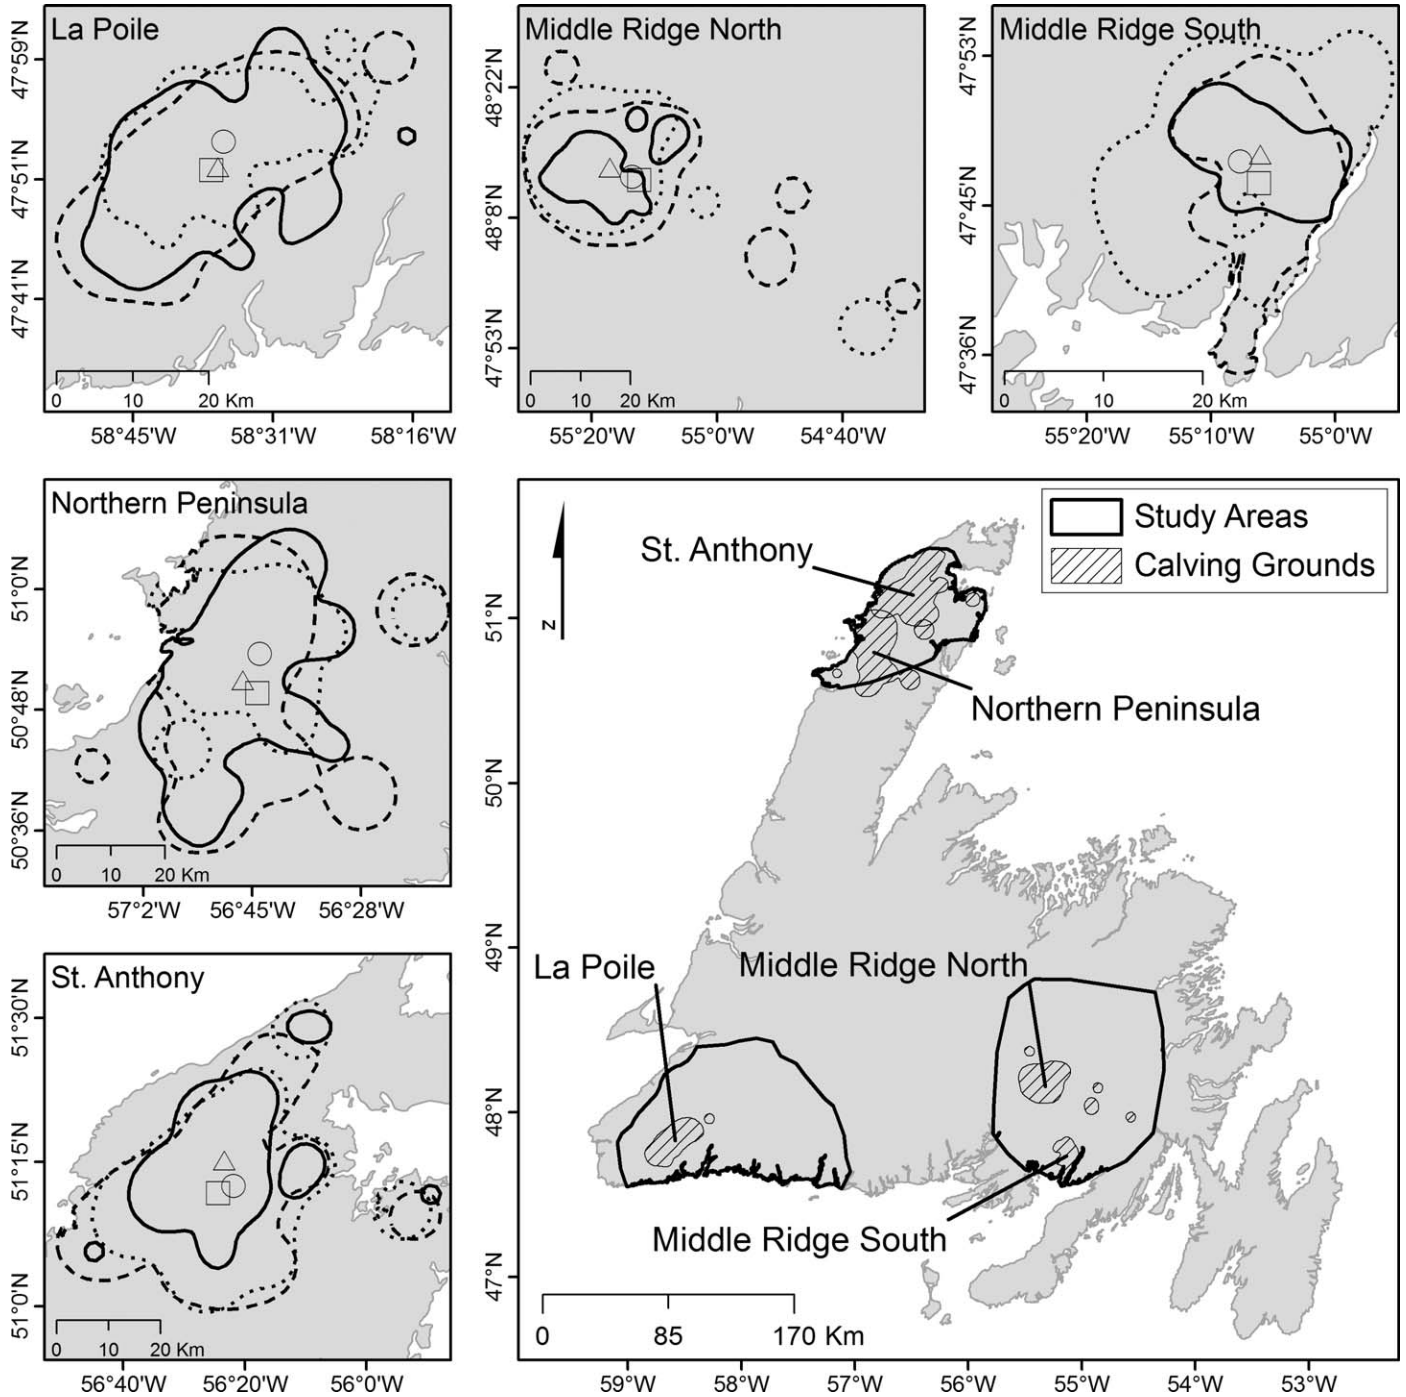 La Poile
47°59'N
47°51'N
47°41'N
0 10 20 Km
58°45'W 58°31'W 58°16'W
Middle Ridge North
48°22'N
48°8'N
47°53'N
0 10 20 Km
55°20'W 55°0'W 54°40'W
Middle Ridge South
47°53'N
47°45'N
47°36'N
0 10 20 Km
55°20'W 55°10'W 55°0'W
Northern Peninsula
51°0'N
50°48'N
50°36'N
0 10 20 Km
57°2'W 56°45'W 56°28'W
St. Anthony
51°30'N
51°15'N
51°0'N
0 10 20 Km
56°40'W 56°20'W 56°0'W
Study Areas
Calving Grounds
N
St. Anthony
Northern Peninsula
La Poile
Middle Ridge North
Middle Ridge South
51°N
50°N
49°N
48°N
47°N
0 85 170 Km
59°W 58°W 57°W 56°W 55°W 54°W 53°W